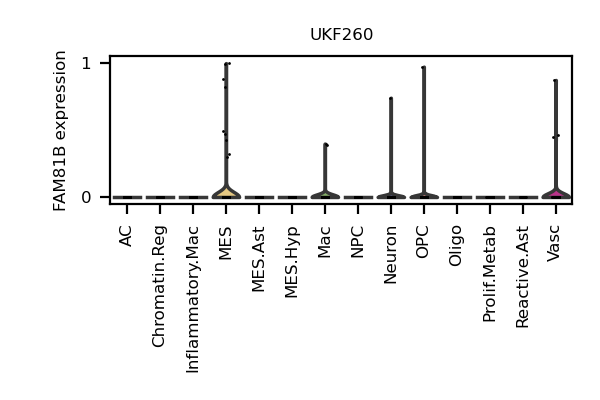 UKF260
FAM81B expression
1
0
AC
Chromatin.Reg
Inflammatory.Mac
MES
MES.Ast
MES.Hyp
Mac
NPC
Neuron
OPC
Oligo
Prolif.Metab
Reactive.Ast
Vasc